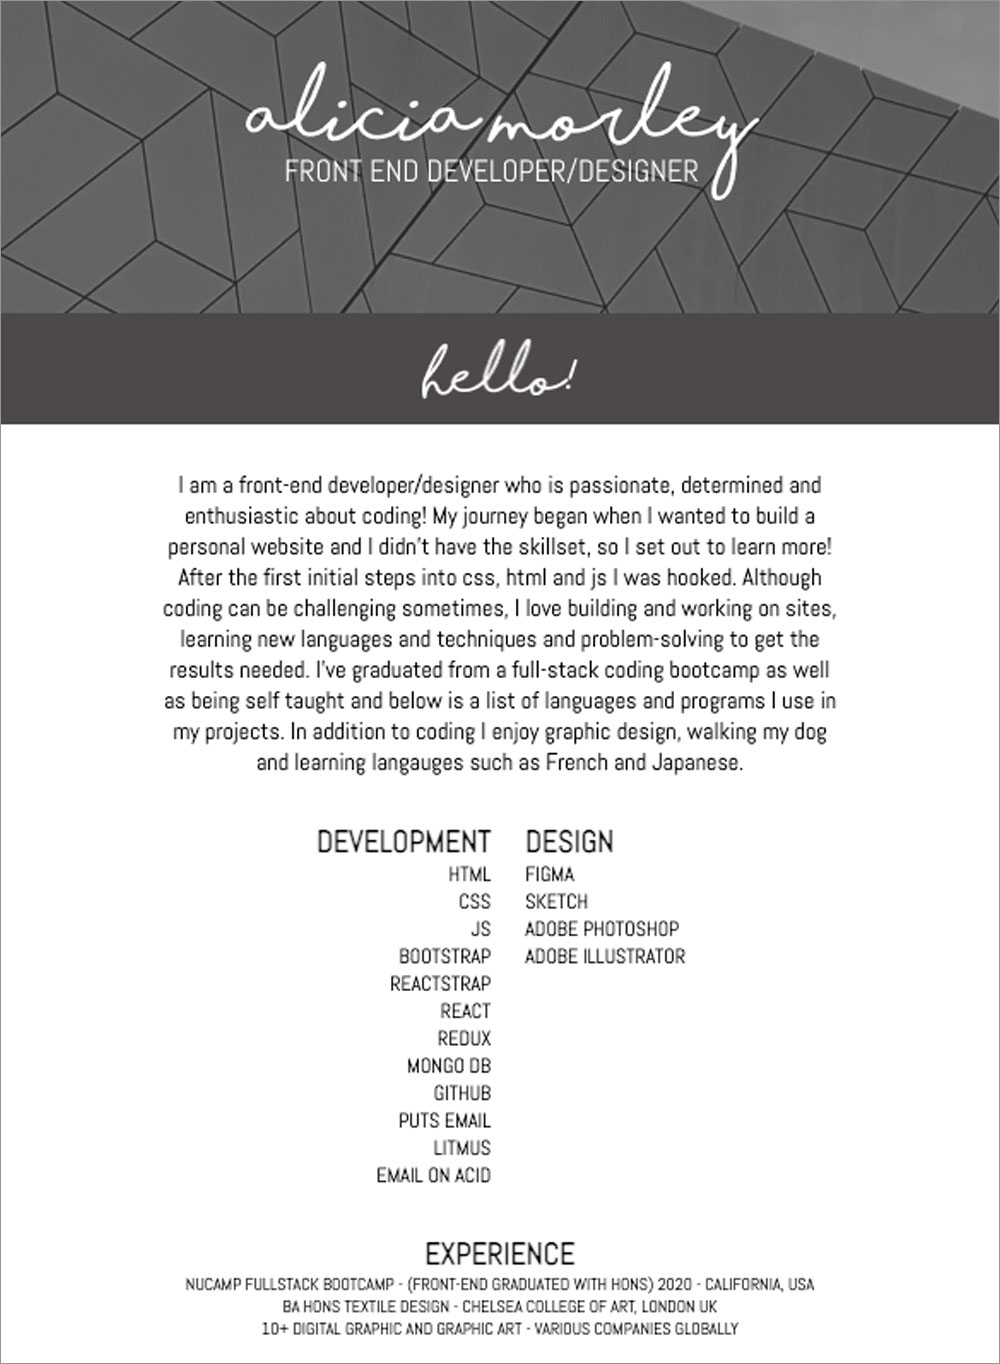 alicia morley
FRONT END DEVELOPER/DESIGNER
hello!
I am a front-end developer/designer who is passionate, determined and
enthusiastic about coding! My journey began when I wanted to build a
personal website and I didn't have the skillset, so I set out to learn more!
After the first initial steps into css, html and js I was hooked. Although
coding can be challenging sometimes, I love building and working on sites,
learning new languages and techniques and problem-solving to get the
results needed. I've graduated from a full-stack coding bootcamp as well
as being self taught and below is a list of languages and programs I use in
my projects. In addition to coding I enjoy graphic design, walking my dog
and learning langauges such as French and Japanese.
DEVELOPMENT
HTML
CSS
JS
BOOTSTRAP
REACTSTRAP
REACT
REDUX
MONGO DB
GITHUB
PUTS EMAIL
LITMUS
EMAIL ON ACID
DESIGN
FIGMA
SKETCH
ADOBE PHOTOSHOP
ADOBE ILLUSTRATOR
EXPERIENCE
NUCAMP FULLSTACK BOOTCAMP - (FRONT-END GRADUATED WITH HONS) 2020 - CALIFORNIA, USA
BA HONS TEXTILE DESIGN - CHELSEA COLLEGE OF ART, LONDON UK
10+ DIGITAL GRAPHIC AND GRAPHIC ART - VARIOUS COMPANIES GLOBALLY